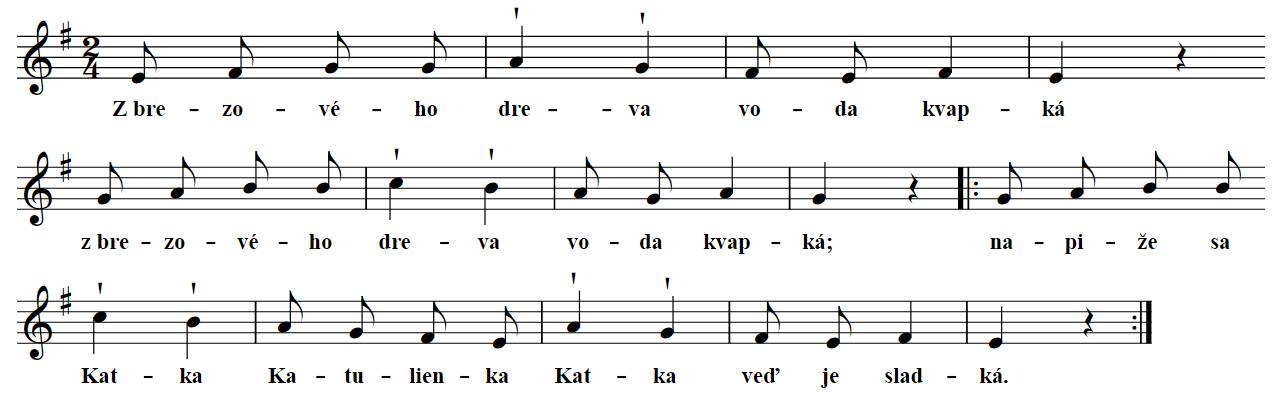 Z bre – zo – vé – ho dre – va vo – da kvap – ká
z bre – zo – vé – ho dre – va vo – da kvap – ká; na – pi – že sa
Kat – ka Ka – tu – lien – ka Kat – ka veď je slad – ká.